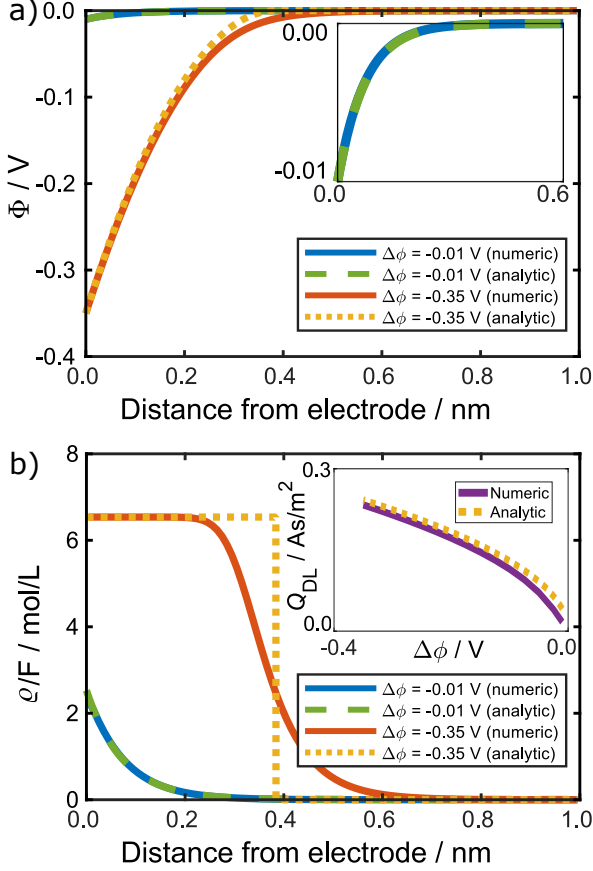 a)
0.0
-0.1
-0.2
-0.3
-0.4
Φ / V
0.00
-0.01
0.0
0.6
Δϕ = -0.01 V (numeric)
Δϕ = -0.01 V (analytic)
Δϕ = -0.35 V (numeric)
Δϕ = -0.35 V (analytic)
0.0 0.2 0.4 0.6 0.8 1.0
Distance from electrode / nm
b)
8
6
4
2
0
ϱ/F / mol/L
0.3
0.0
Q_DL / As/m²
Numeric
Analytic
-0.4 0.0
Δϕ / V
Δϕ = -0.01 V (numeric)
Δϕ = -0.01 V (analytic)
Δϕ = -0.35 V (numeric)
Δϕ = -0.35 V (analytic)
0.0 0.2 0.4 0.6 0.8 1.0
Distance from electrode / nm